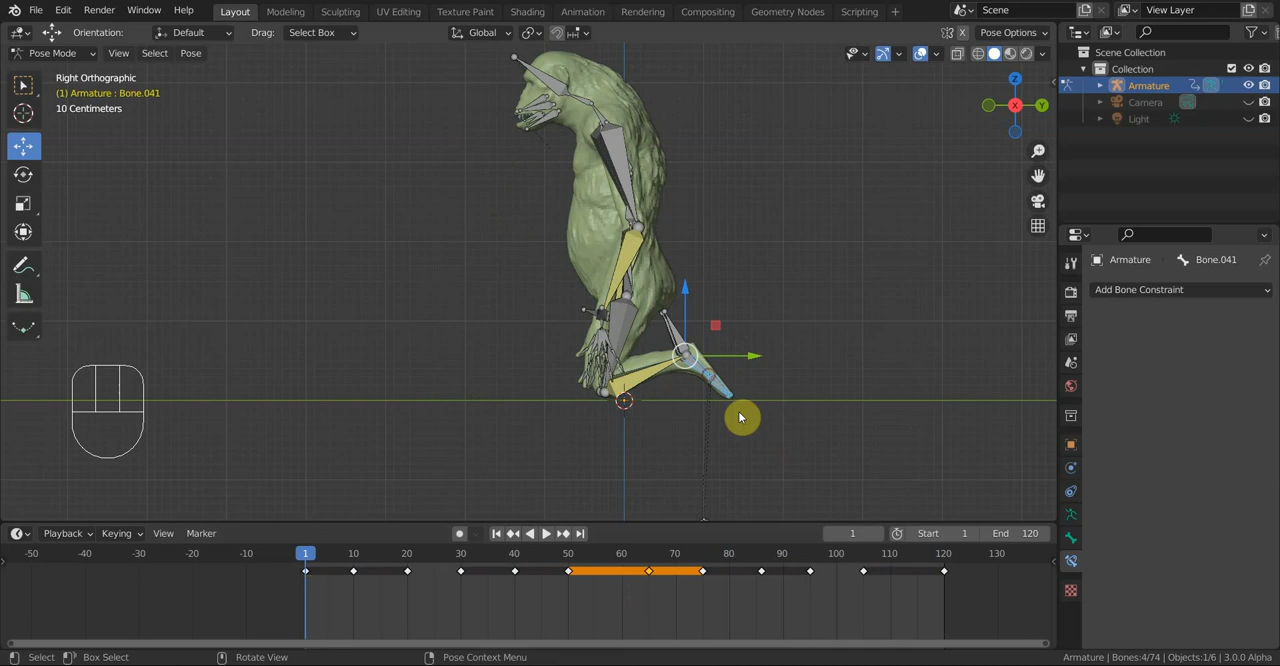 File Edit Render Window Help Layout Modeling Sculpting UV Editing Texture Paint Shading Animation Rendering Compositing Geometry Nodes Scripting + Scene View Layer
Orientation: Default Drag: Select Box Global X Pose Options
Pose Mode View Select Pose
Right Orthographic
(1) Armature : Bone.041
10 Centimeters
Z
Y
X
Scene Collection
Collection
Armature
Camera
Light
Armature Bone.041
Add Bone Constraint
Playback Keying View Marker 1 Start 1 End 120
-50 -40 -30 -20 -10 1 10 20 30 40 50 60 70 80 90 100 110 120 130
Select Box Select Rotate View Pose Context Menu Armature | Bones:4/74 | Objects:1/6 | 3.0.0 Alpha